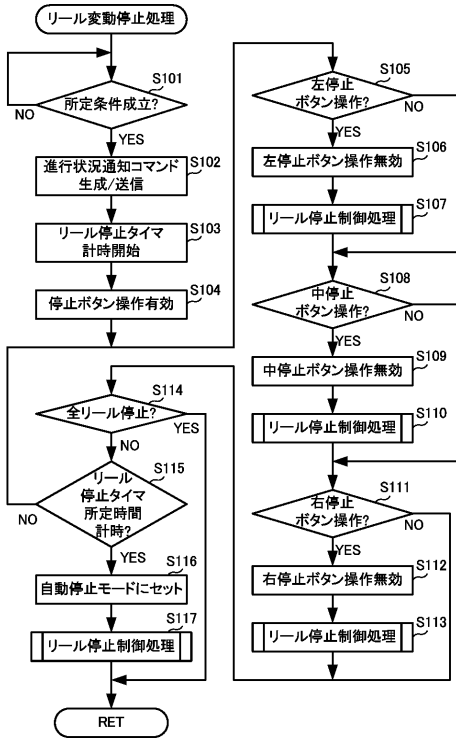 リール変動停止処理
S101
所定条件成立?
NO
YES
S102
進行状況通知コマンド
生成/送信
S103
リール停止タイマ
計時開始
S104
停止ボタン操作有効
S105
左停止
ボタン操作?
NO
YES
S106
左停止ボタン操作無効
S107
リール停止制御処理
S108
中停止
ボタン操作?
NO
YES
S109
中停止ボタン操作無効
S110
リール停止制御処理
S111
右停止
ボタン操作?
NO
YES
S112
右停止ボタン操作無効
S113
リール停止制御処理
S114
全リール停止?
YES
NO
S115
リール
停止タイマ
所定時間
計時?
NO
YES
S116
自動停止モードにセット
S117
リール停止制御処理
RET